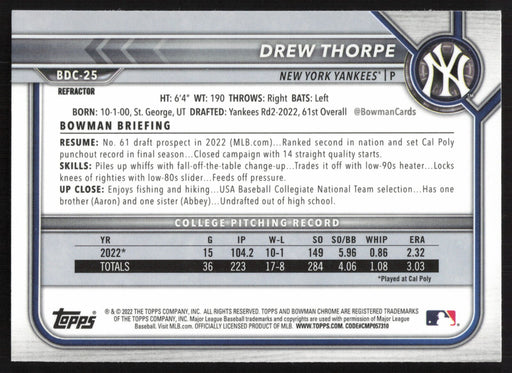 DREW THORPE
BDC-25
NEW YORK YANKEES® | P
NY
REFRACTOR
HT: 6'4" WT: 190 THROWS: Right BATS: Left
BORN: 10-1-00, St. George, UT DRAFTED: Yankees Rd2-2022, 61st Overall @BowmanCards
BOWMAN BRIEFING
RESUME: No. 61 draft prospect in 2022 (MLB.com)...Ranked second in nation and set Cal Poly
punchout record in final season...Closed campaign with 14 straight quality starts.
SKILLS: Piles up whiffs with fall-off-the-table change-up...Trades it off with low-90s heater...Locks
knees of righties with low-80s slider...Feeds off pressure.
UP CLOSE: Enjoys fishing and hiking...USA Baseball Collegiate National Team selection...Has one
brother (Aaron) and one sister (Abbey)...Undrafted out of high school.
COLLEGE PITCHING RECORD
YR G IP W-L SO SO/BB WHIP ERA
2022* 15 104.2 10-1 149 5.96 0.86 2.32
TOTALS 36 223 17-8 284 4.06 1.08 3.03
*Played at Cal Poly
Topps
® & © 2022 THE TOPPS COMPANY, INC. ALL RIGHTS RESERVED. TOPPS AND BOWMAN CHROME ARE REGISTERED TRADEMARKS
OF THE TOPPS COMPANY, INC. Major League Baseball trademarks and copyrights are used with permission of Major League
Baseball. Visit MLB.com. OFFICIALLY LICENSED PRODUCT OF MLB. WWW.TOPPS.COM. CODE#CMP057310